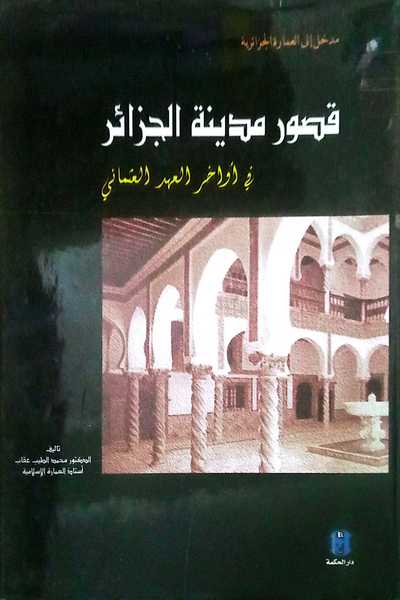 مدخل إلى العمارة الجزائرية
قصور مدينة الجزائر
في أواخر العهد العثماني
تأليف
الدكتور محمد الطيب عقاب
أستاذ العمارة الإسلامية
دار الحكمة